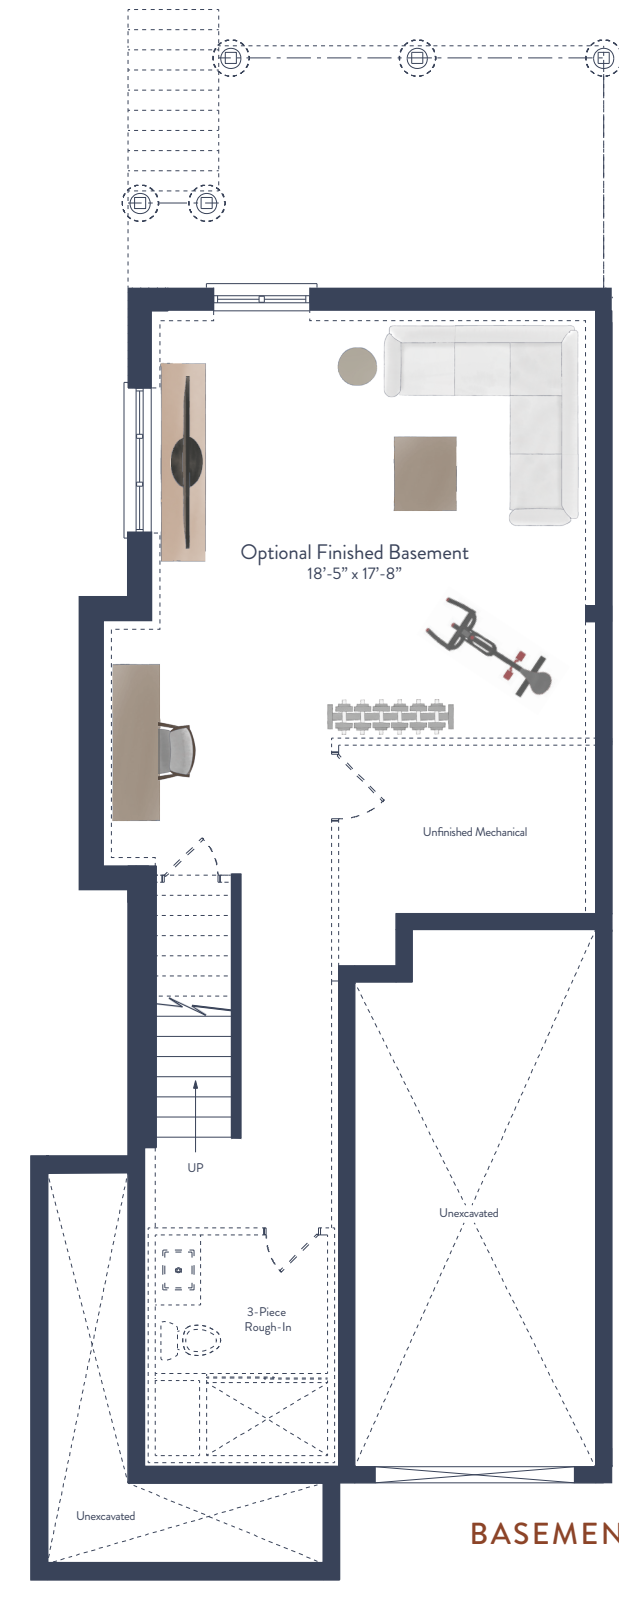 Optional Finished Basement
18’-5” x 17’-8”
Unfinished Mechanical
UP
Unexcavated
3-Piece
Rough-In
Unexcavated
BASEMEN